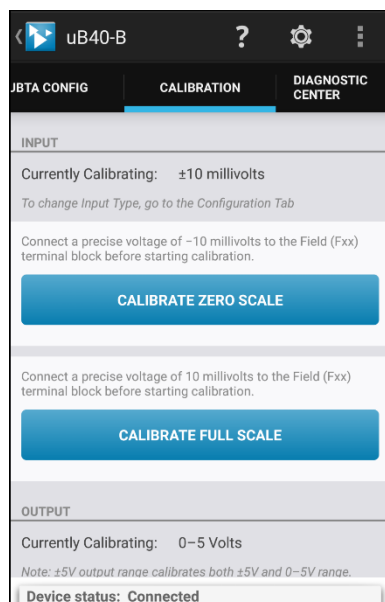 uB40-B ?
JBTA CONFIG CALIBRATION DIAGNOSTIC
CENTER
INPUT
Currently Calibrating: ±10 millivolts
To change Input Type, go to the Configuration Tab
Connect a precise voltage of −10 millivolts to the Field (Fxx)
terminal block before starting calibration.
CALIBRATE ZERO SCALE
Connect a precise voltage of 10 millivolts to the Field (Fxx)
terminal block before starting calibration.
CALIBRATE FULL SCALE
OUTPUT
Currently Calibrating: 0–5 Volts
Note: ±5V output range calibrates both ±5V and 0–5V range.
Device status: Connected